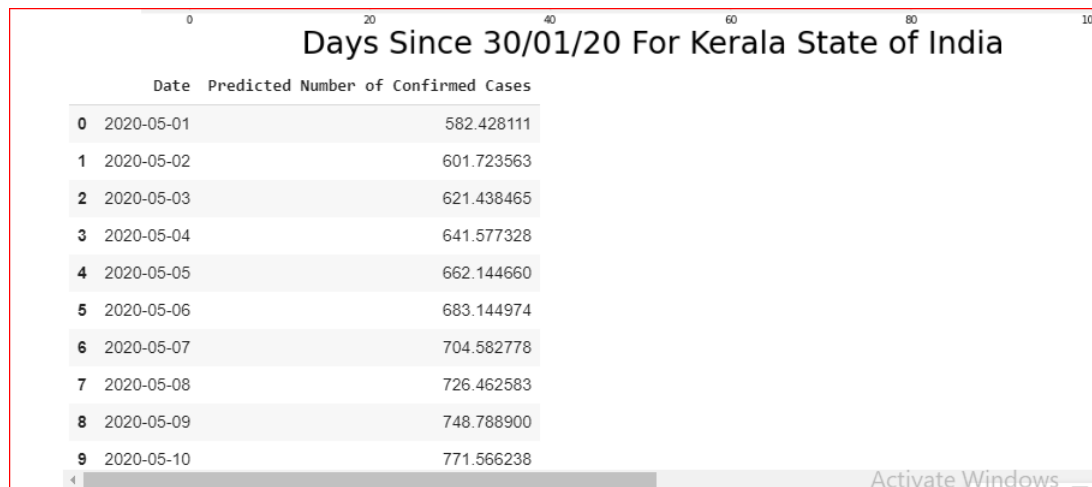 0 20 40 60 80 10
Days Since 30/01/20 For Kerala State of India
Date Predicted Number of Confirmed Cases
0 2020-05-01 582.428111
1 2020-05-02 601.723563
2 2020-05-03 621.438465
3 2020-05-04 641.577328
4 2020-05-05 662.144660
5 2020-05-06 683.144974
6 2020-05-07 704.582778
7 2020-05-08 726.462583
8 2020-05-09 748.788900
9 2020-05-10 771.566238
Activate Windows